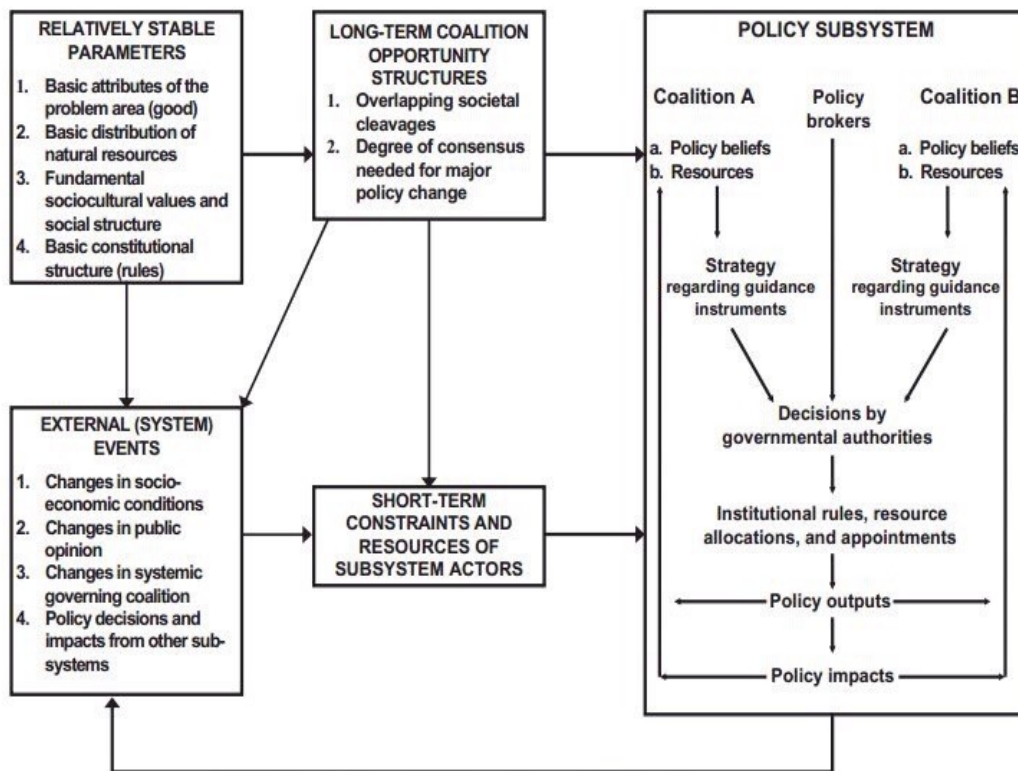 RELATIVELY STABLE
PARAMETERS
1. Basic attributes of the
problem area (good)
2. Basic distribution of
natural resources
3. Fundamental
sociocultural values and
social structure
4. Basic constitutional
structure (rules)
LONG-TERM COALITION
OPPORTUNITY
STRUCTURES
1. Overlapping societal
cleavages
2. Degree of consensus
needed for major
policy change
EXTERNAL (SYSTEM)
EVENTS
1. Changes in socio-
economic conditions
2. Changes in public
opinion
3. Changes in systemic
governing coalition
4. Policy decisions and
impacts from other sub-
systems
SHORT-TERM
CONSTRAINTS AND
RESOURCES OF
SUBSYSTEM ACTORS
POLICY SUBSYSTEM
Coalition A
a. Policy beliefs
b. Resources
Strategy
regarding guidance
instruments
Policy
brokers
Coalition B
a. Policy beliefs
b. Resources
Strategy
regarding guidance
instruments
Decisions by
governmental authorities
Institutional rules, resource
allocations, and appointments
Policy outputs
Policy impacts